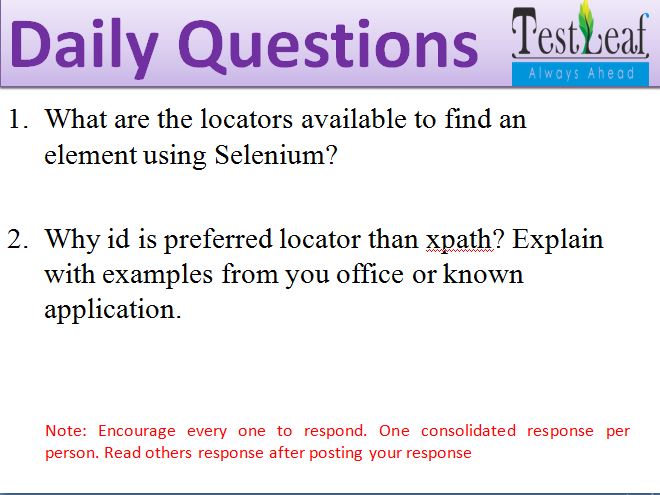 Daily Questions
TestLeaf
Always Ahead
1. What are the locators available to find an
element using Selenium?
2. Why id is preferred locator than xpath? Explain
with examples from you office or known
application.
Note: Encourage every one to respond. One consolidated response per
person. Read others response after posting your response